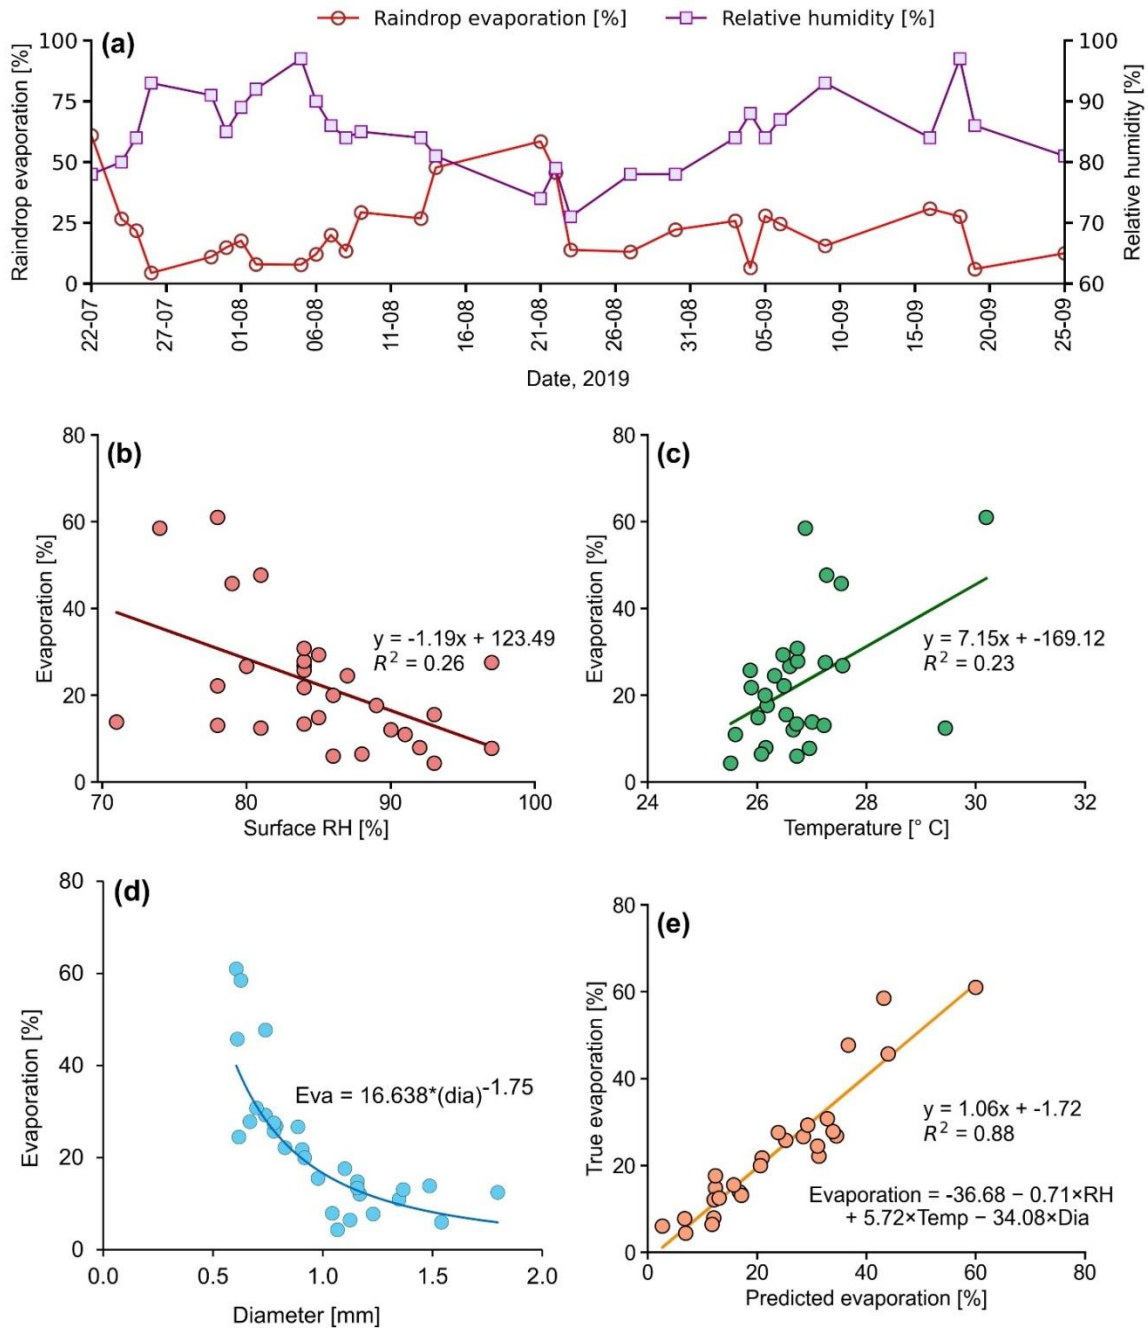 Raindrop evaporation [%] Relative humidity [%]
(a)
Raindrop evaporation [%]
100
75
50
25
0
Relative humidity [%]
100
90
80
70
60
22-07 27-07 01-08 06-08 11-08 16-08 21-08 26-08 31-08 05-09 10-09 15-09 20-09 25-09
Date, 2019
(b)
Evaporation [%]
80
60
40
20
0
y = -1.19x + 123.49
R² = 0.26
70 80 90 100
Surface RH [%]
(c)
Evaporation [%]
80
60
40
20
0
y = 7.15x + -169.12
R² = 0.23
24 26 28 30 32
Temperature [° C]
(d)
Evaporation [%]
80
60
40
20
0
Eva = 16.638*(dia)^-1.75
0.0 0.5 1.0 1.5 2.0
Diameter [mm]
(e)
True evaporation [%]
80
60
40
20
0
y = 1.06x + -1.72
R² = 0.88
Evaporation = -36.68 − 0.71×RH
+ 5.72×Temp − 34.08×Dia
0 20 40 60 80
Predicted evaporation [%]